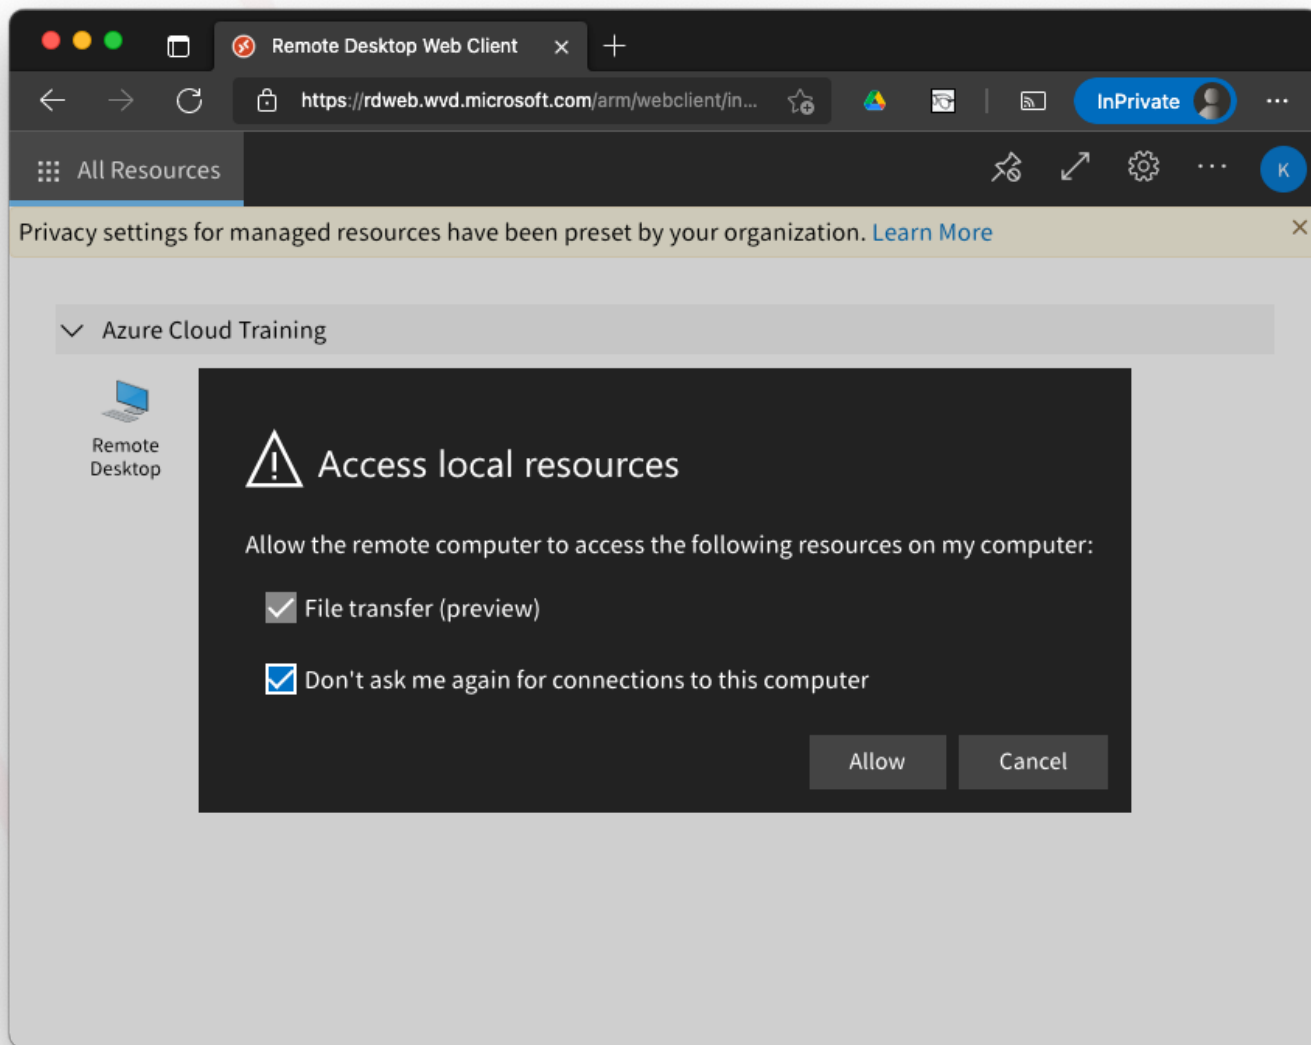 Remote Desktop Web Client
https://rdweb.wvd.microsoft.com/arm/webclient/in...
InPrivate
All Resources
K
Privacy settings for managed resources have been preset by your organization. Learn More
Azure Cloud Training
Remote
Desktop
Access local resources
Allow the remote computer to access the following resources on my computer:
File transfer (preview)
Don't ask me again for connections to this computer
Allow Cancel